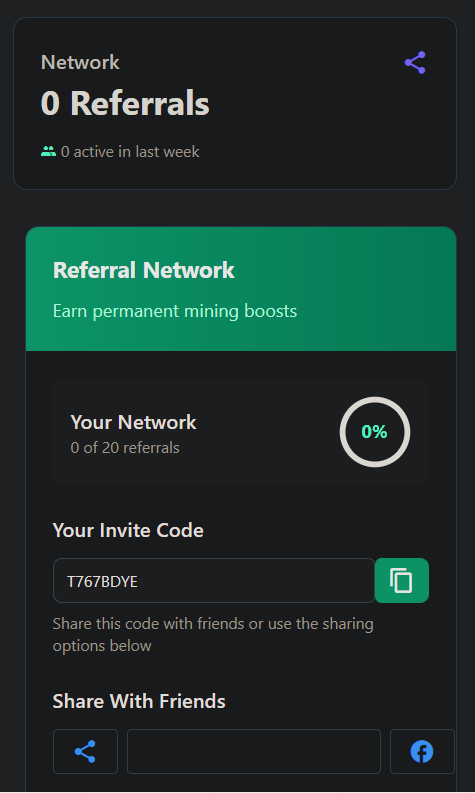 Network
0 Referrals
0 active in last week
Referral Network
Earn permanent mining boosts
Your Network
0 of 20 referrals
0%
Your Invite Code
T767BDYE
Share this code with friends or use the sharing
options below
Share With Friends